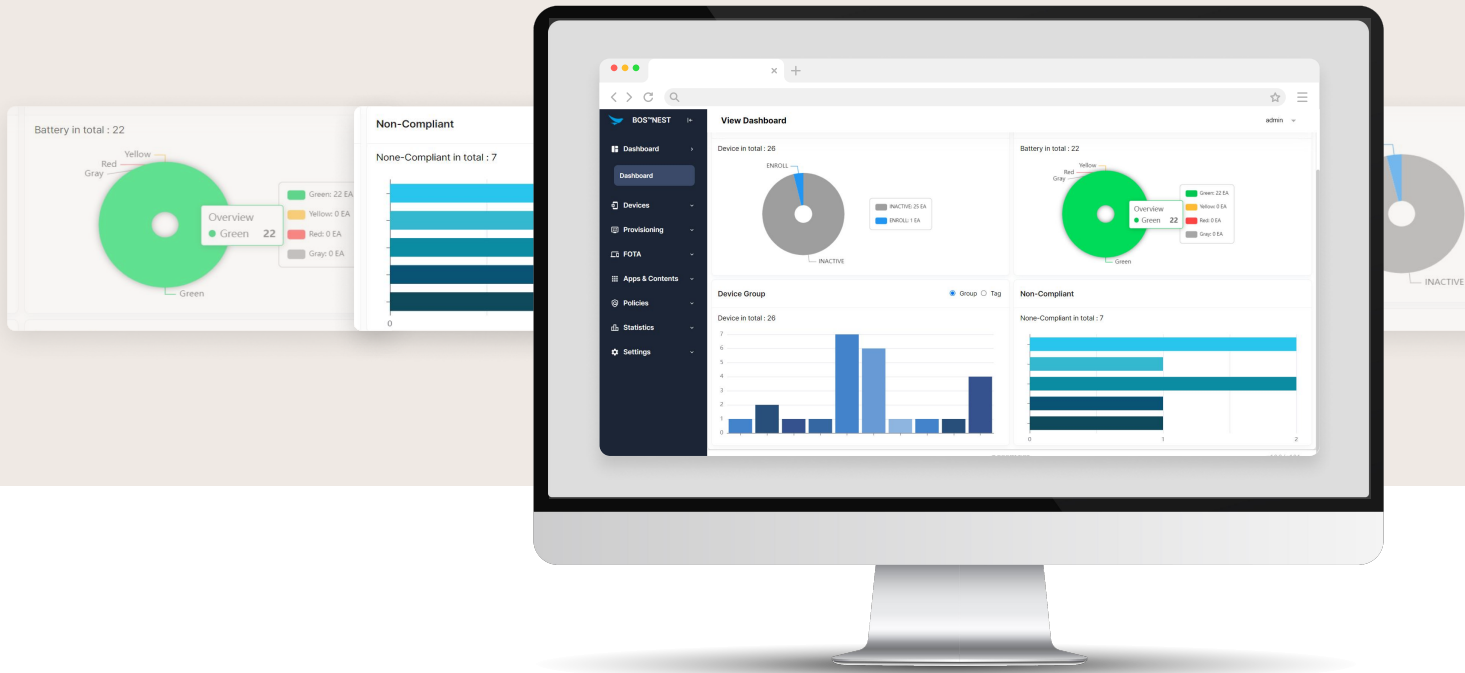 Battery in total : 22
Yellow
Red
Gray
Green: 22 EA
Yellow: 0 EA
Red: 0 EA
Gray: 0 EA
Overview
Green 22
Green
Non-Compliant
None-Compliant in total : 7
0
BOS™NEST
Dashboard
Dashboard
Devices
Provisioning
FOTA
Apps & Contents
Policies
Statistics
Settings
View Dashboard
admin
Device in total : 26
ENROLL
INACTIVE: 25 EA
ENROLL: 1 EA
INACTIVE
Battery in total : 22
Yellow
Red
Gray
Green: 22 EA
Yellow: 0 EA
Red: 0 EA
Gray: 0 EA
Overview
Green 22
Green
Device Group
Group
Tag
Device in total : 26
7
6
5
4
3
2
1
0
Non-Compliant
None-Compliant in total : 7
0
1
2
INACTIVE